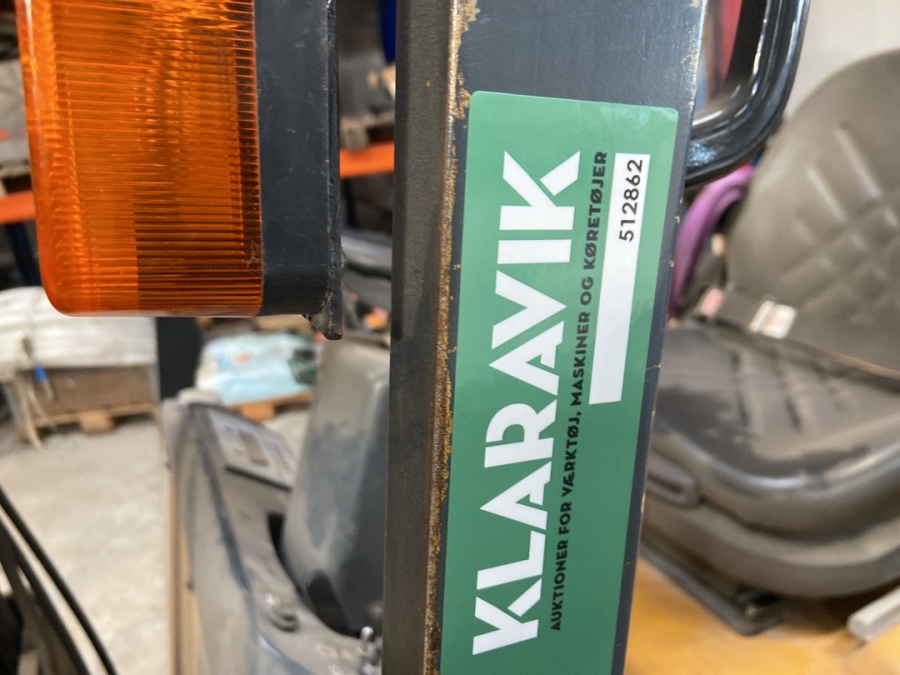 KLARAVIK
AUKTIONER FOR VÆRKTØJ, MASKINER OG KØRETØJER
512862